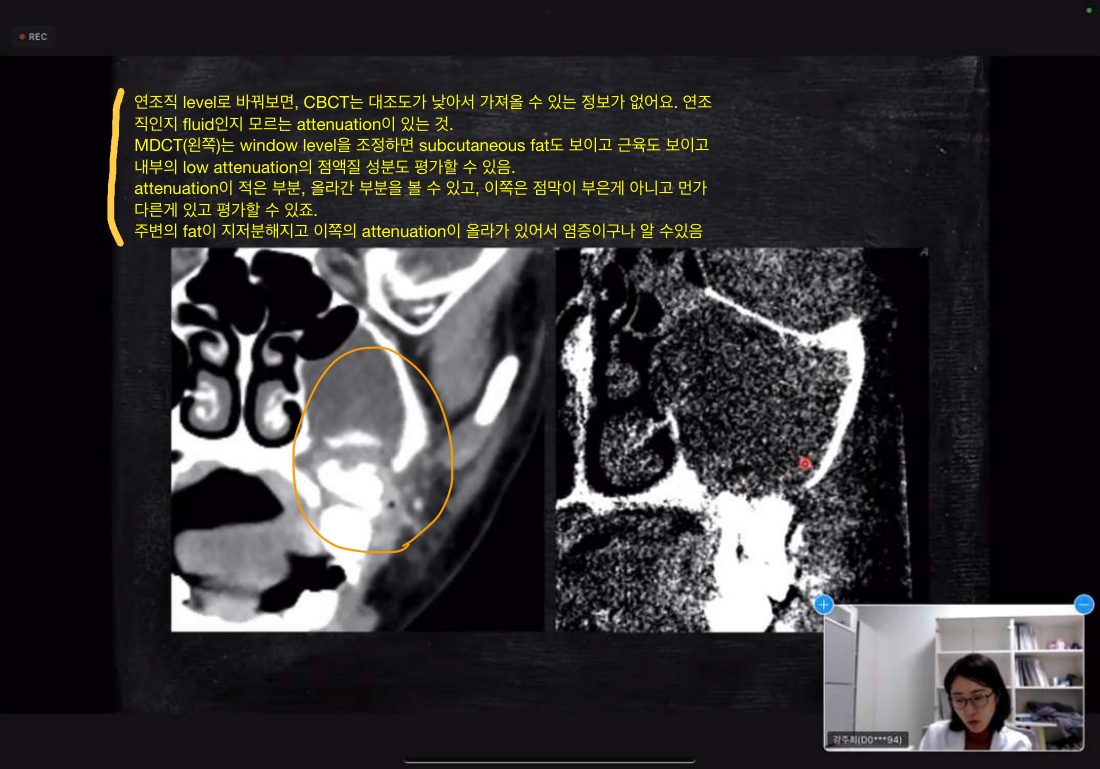 REC
연조직 level로 바꿔보면, CBCT는 대조도가 낮아서 가져올 수 있는 정보가 없어요. 연조
직인지 fluid인지 모르는 attenuation이 있는 것.
MDCT(왼쪽)는 window level을 조정하면 subcutaneous fat도 보이고 근육도 보이고
내부의 low attenuation의 점액질 성분도 평가할 수 있음.
attenuation이 적은 부분, 올라간 부분을 볼 수 있고, 이쪽은 점막이 부은게 아니고 먼가
다른게 있고 평가할 수 있죠.
주변의 fat이 지저분해지고 이쪽의 attenuation이 올라가 있어서 염증이구나 알 수있음
A
강주희(D0***94)